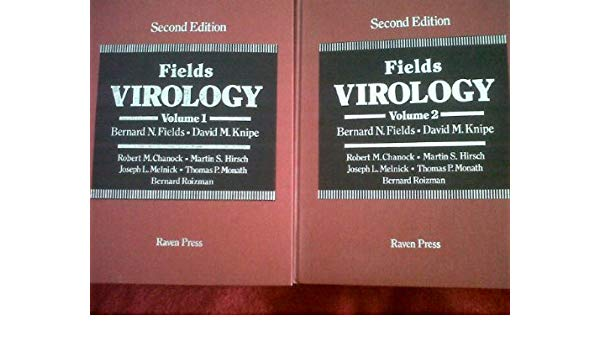 Second Edition
Fields
VIROLOGY
Volume 1
Bernard N. Fields • David M. Knipe
Robert M. Chanock • Martin S. Hirsch
Joseph L. Melnick • Thomas P. Monath
Bernard Roizman
Raven Press
Second Edition
Fields
VIROLOGY
Volume 2
Bernard N. Fields • David M. Knipe
Robert M. Chanock • Martin S. Hirsch
Joseph L. Melnick • Thomas P. Monath
Bernard Roizman
Raven Press